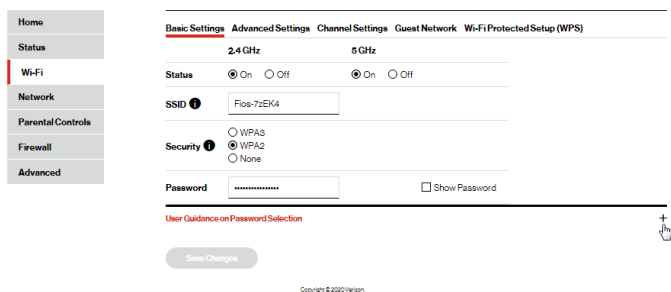 Home
Status
Wi-Fi
Network
Parental Controls
Firewall
Advanced
Basic Settings Advanced Settings Channel Settings Guest Network Wi-Fi Protected Setup (WPS)
2.4 GHz 5 GHz
Status On Off On Off
SSID Fios-7zEK4
WPA3
Security WPA2
None
Password •••••••••••••••• Show Password
User Guidance on Password Selection +
Save Changes
Copyright © 2020 Verizon.